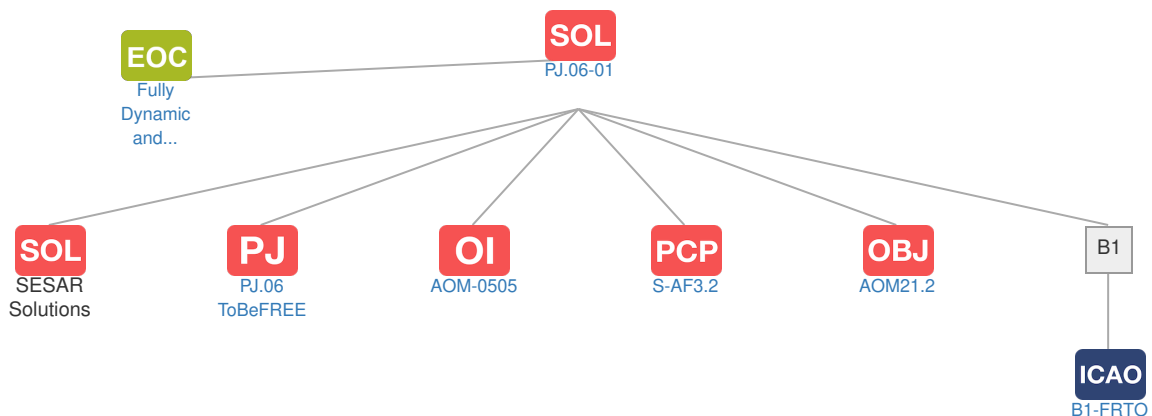 SOL
PJ.06-01
EOC
Fully
Dynamic
and...
SOL
SESAR
Solutions
PJ
PJ.06
ToBeFREE
OI
AOM-0505
PCP
S-AF3.2
OBJ
AOM21.2
B1
ICAO
B1-FRTO